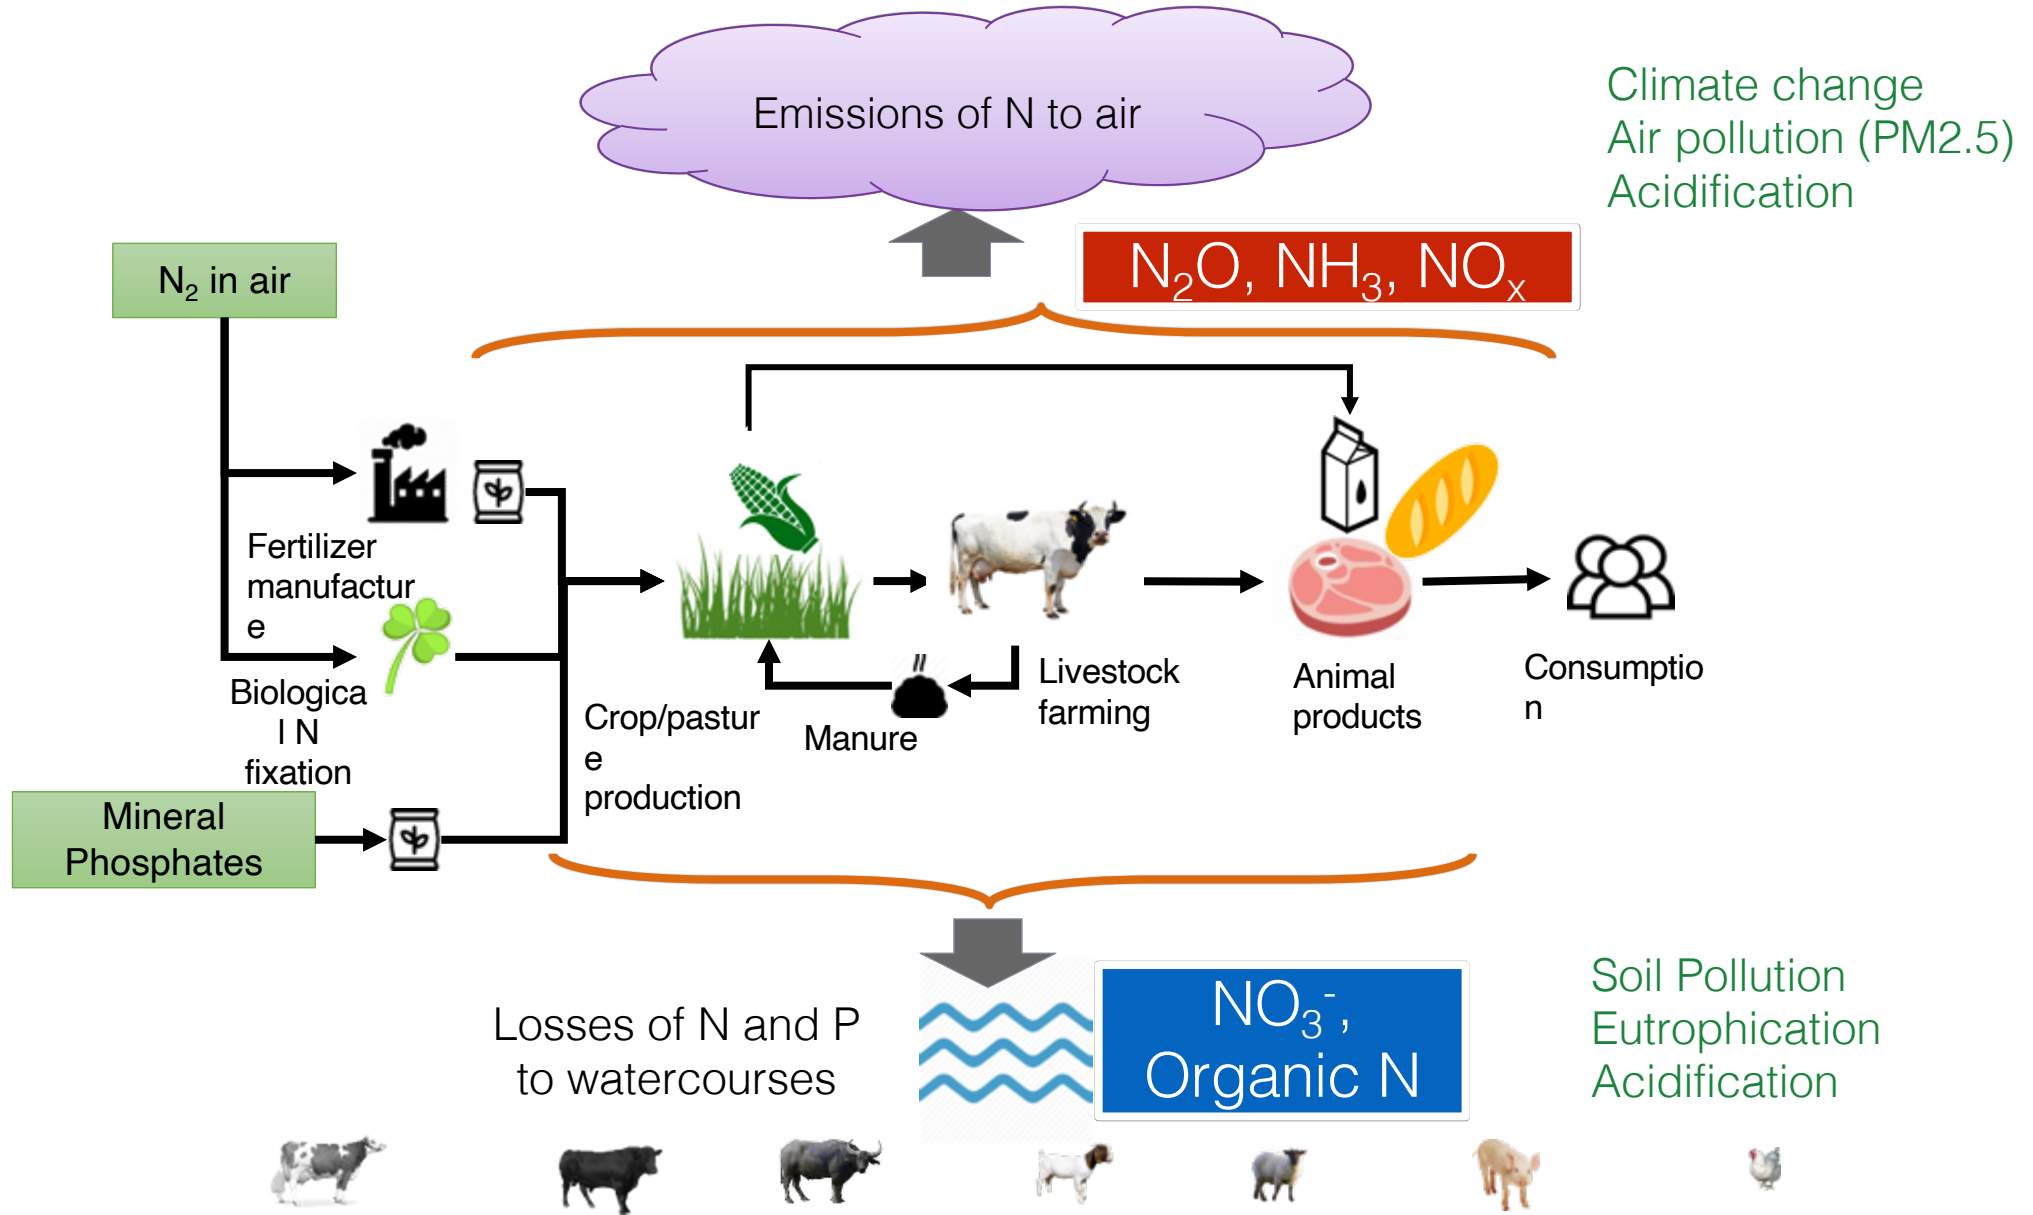 Emissions of N to air
Climate change
Air pollution (PM2.5)
Acidification
N₂O, NH₃, NOₓ
N₂ in air
Fertilizer
manufactur
e
Biologica
l N
fixation
Mineral
Phosphates
Crop/pastur
e
production
Manure
Livestock
farming
Animal
products
Consumptio
n
Losses of N and P
to watercourses
NO₃⁻,
Organic N
Soil Pollution
Eutrophication
Acidification